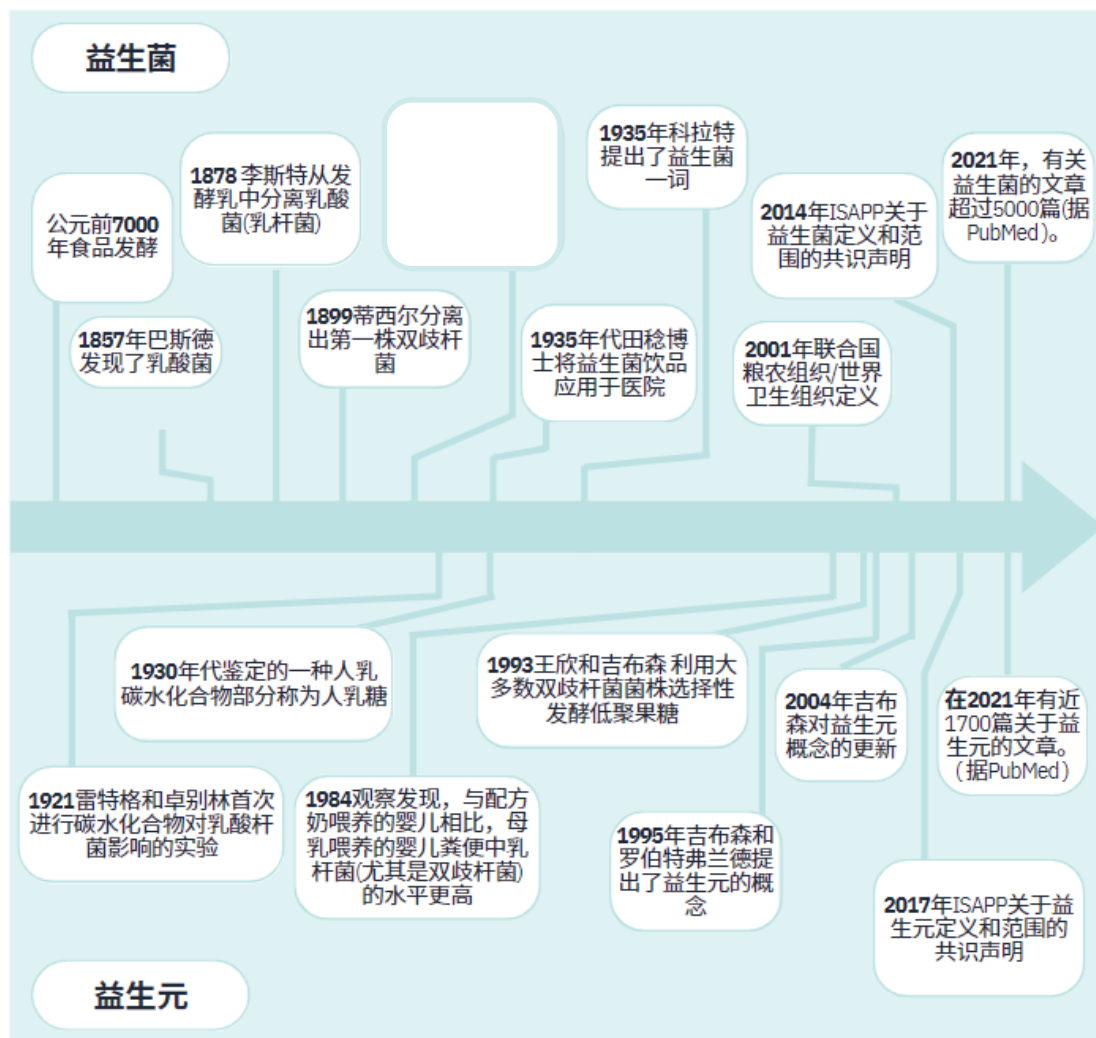 益生菌
公元前7000
年食品发酵
1857年巴斯德
发现了乳酸菌
1878 李斯特从发
酵乳中分离乳酸
菌(乳杆菌)
1899蒂西尔分离
出第一株双歧杆
菌
1935年代田稔博
士将益生菌饮品
应用于医院
1935年科拉特
提出了益生菌
一词
2001年联合国
粮农组织/世界
卫生组织定义
2014年ISAPP关于
益生菌定义和范
围的共识声明
2021年，有关
益生菌的文章
超过5000篇(据
PubMed)。
1921雷特格和卓别林首次
进行碳水化合物对乳酸杆
菌影响的实验
1930年代鉴定的一种人乳
碳水化合物部分称为人乳糖
1984观察发现，与配方
奶喂养的婴儿相比，母
乳喂养的婴儿粪便中乳
杆菌(尤其是双歧杆菌)
的水平更高
1993王欣和吉布森 利用大
多数双歧杆菌菌株选择性
发酵低聚果糖
1995年吉布森和
罗伯特弗兰德提
出了益生元的概
念
2004年吉布
森对益生元
概念的更新
2017年ISAPP关于益
生元定义和范围的
共识声明
在2021年有近
1700篇关于益
生元的文章。
（据PubMed）
益生元